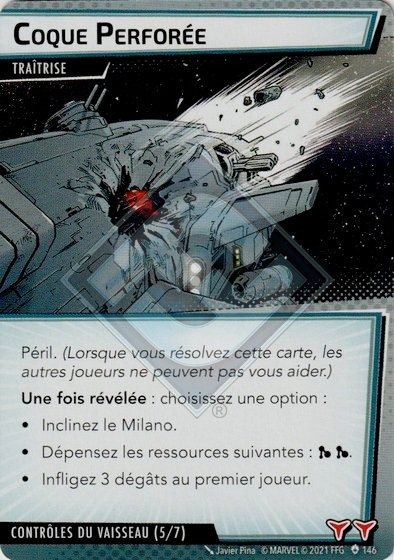 Coque Perforée
TRAÎTRISE
Péril. (Lorsque vous résolvez cette carte, les
autres joueurs ne peuvent pas vous aider.)
Une fois révélée : choisissez une option :
• Inclinez le Milano.
• Dépensez les ressources suivantes : .
• Infligez 3 dégâts au premier joueur.
®
CONTRÔLES DU VAISSEAU (5/7)
Javier Pina © MARVEL © 2021 FFG 146